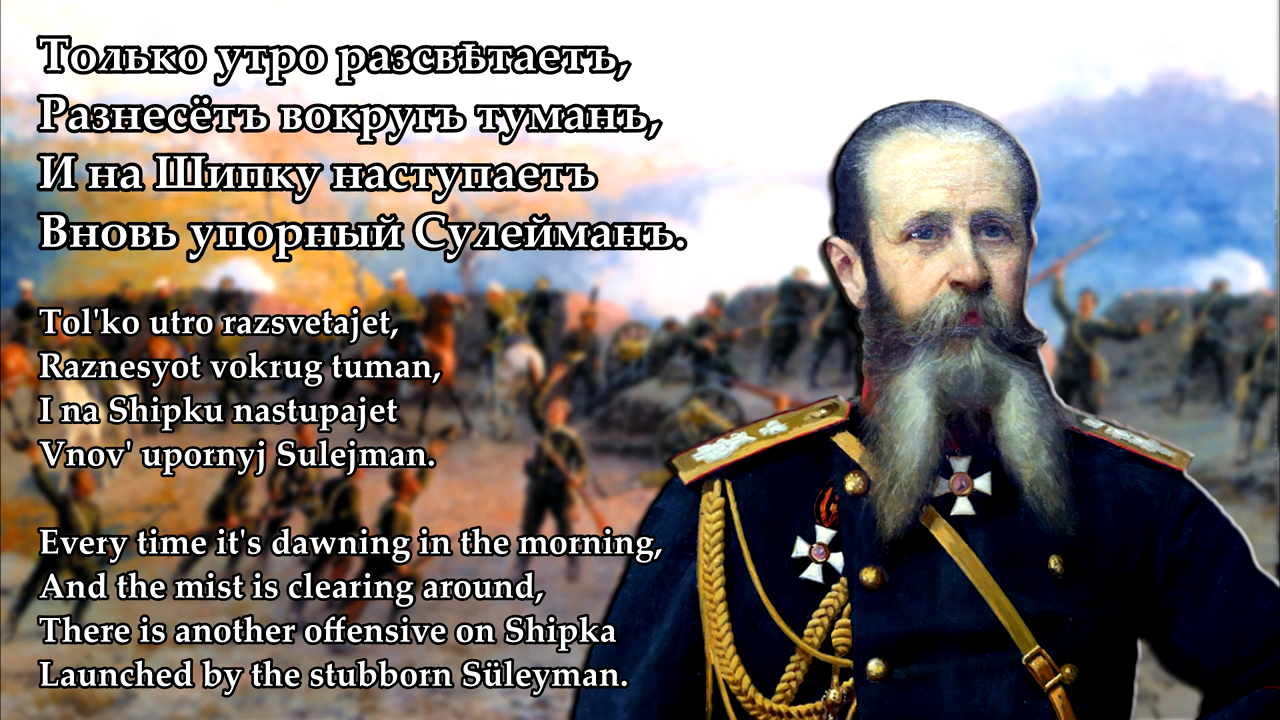 Только утро разсвѣтаетъ,
Разнесётъ вокругъ туманъ,
И на Шипку наступаетъ
Вновь упорный Сулейманъ.
Tol'ko utro razsvetajet,
Raznesyot vokrug tuman,
I na Shipku nastupajet
Vnov' upornyj Sulejman.
Every time it's dawning in the morning,
And the mist is clearing around,
There is another offensive on Shipka
Launched by the stubborn Süleyman.